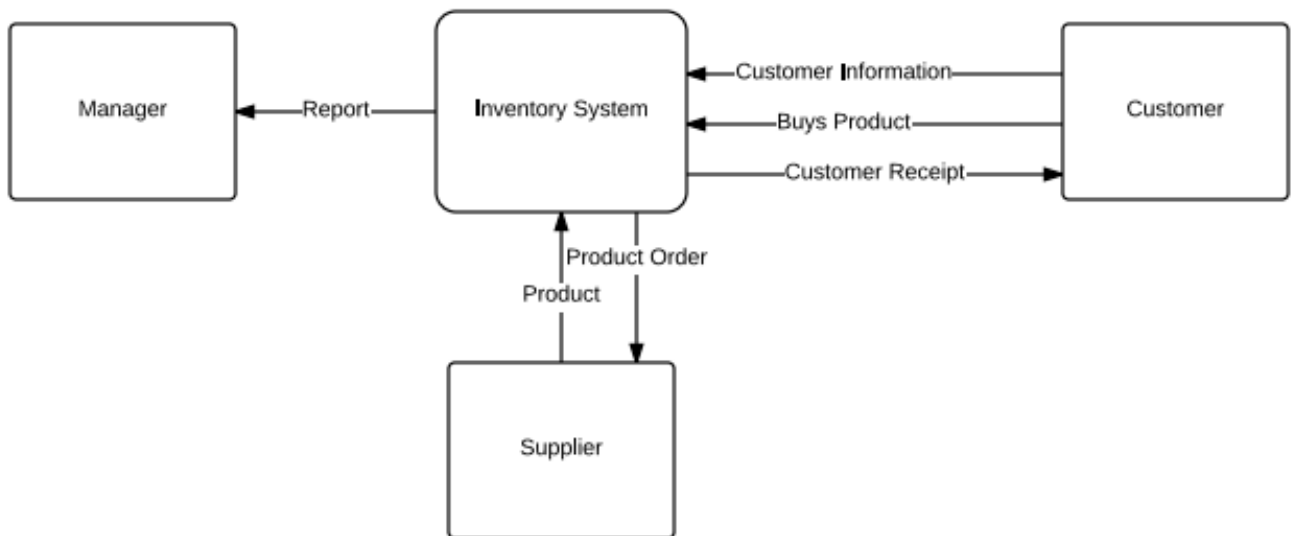 Manager
Report
Inventory System
Customer Information
Buys Product
Customer Receipt
Customer
Product Order
Product
Supplier